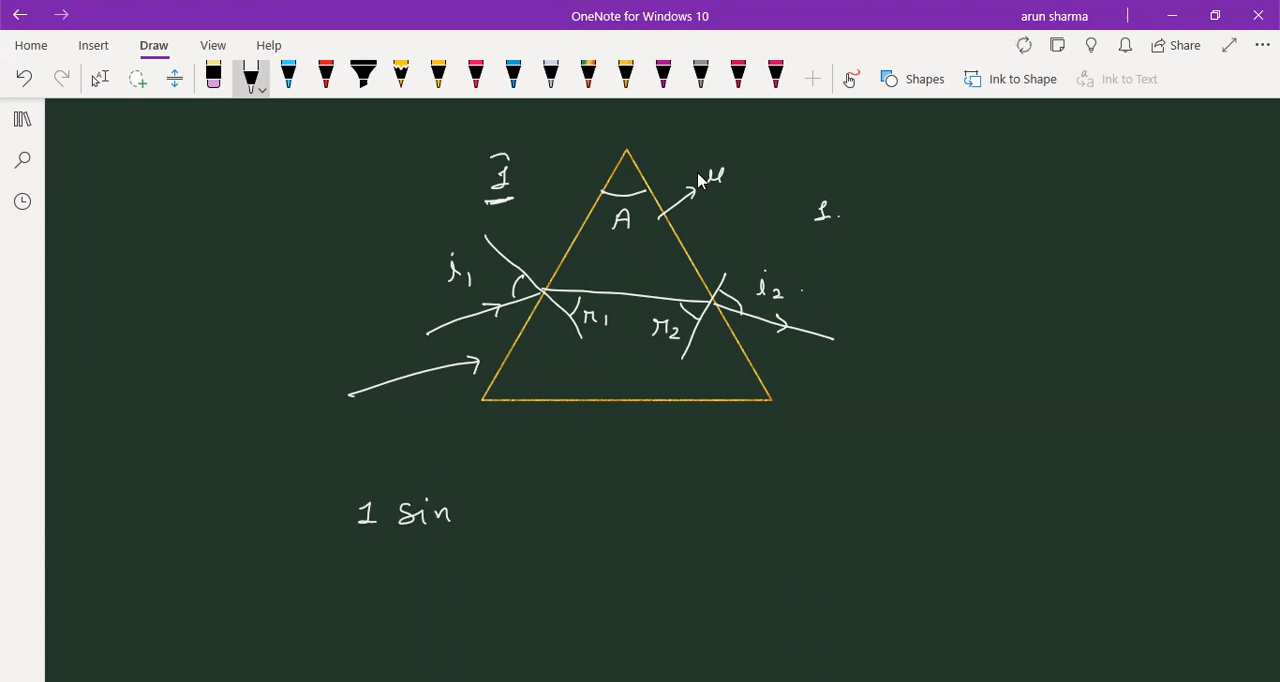 OneNote for Windows 10
arun sharma
Home Insert Draw View Help
Share
Shapes
Ink to Shape
Ink to Text
1
A
μ
1.
i₁
i₂ .
r₁
r₂
1 sin